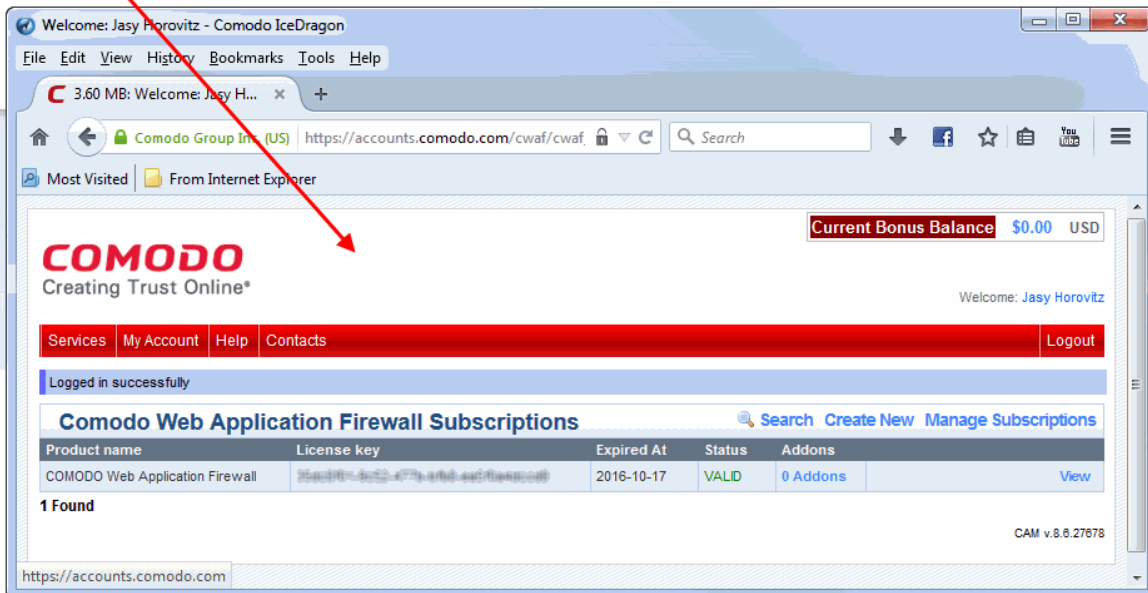 Welcome: Jasy Horovitz - Comodo IceDragon
File Edit View History Bookmarks Tools Help
3.60 MB: Welcome: Jasy H... × +
Comodo Group Inc. (US) https://accounts.comodo.com/cwaf/cwaf Search You Tube
Most Visited From Internet Explorer
Current Bonus Balance $0.00 USD
COMODO
Creating Trust Online®
Welcome: Jasy Horovitz
Services My Account Help Contacts Logout
Logged in successfully
Comodo Web Application Firewall Subscriptions Search Create New Manage Subscriptions
Product name License key Expired At Status Addons
COMODO Web Application Firewall 2016-10-17 VALID 0 Addons View
1 Found
CAM v.8.6.27678
https://accounts.comodo.com